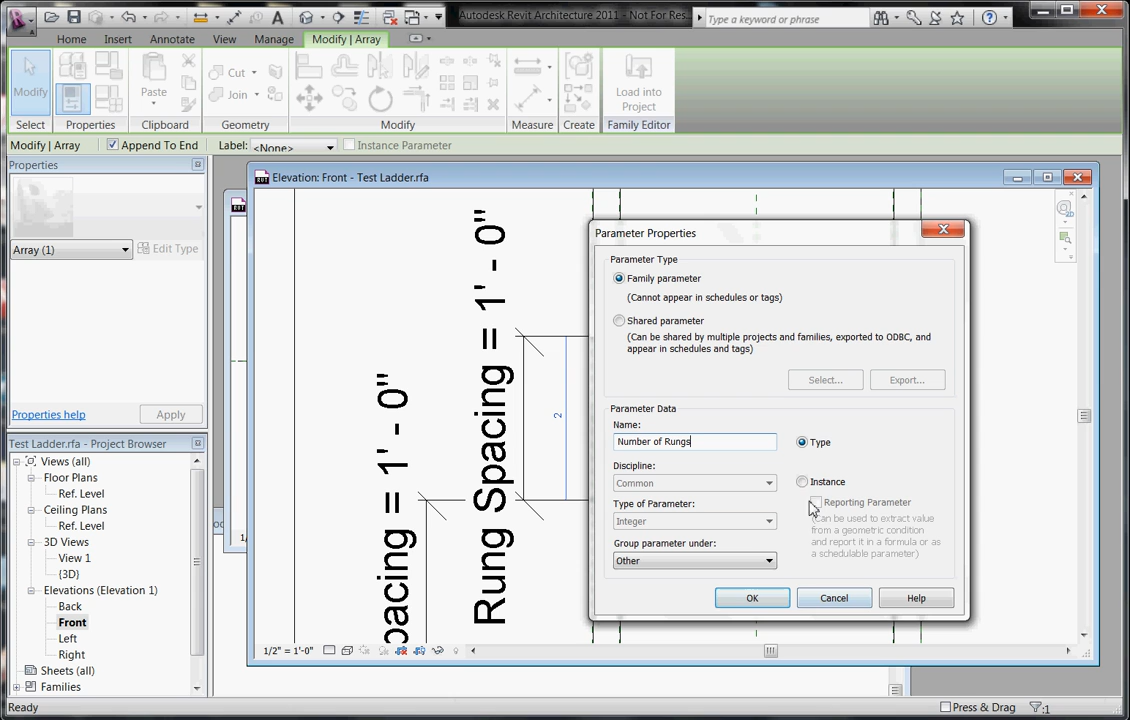 Autodesk Revit Architecture 2011 - Not For Res...
Type a keyword or phrase
Home
Insert
Annotate
View
Manage
Modify | Array
Modify
Paste
Cut
Join
Load into
Project
Select
Properties
Clipboard
Geometry
Modify
Measure
Create
Family Editor
Modify | Array
Append To End
Label:
<None>
Instance Parameter
Properties
Array (1)
Edit Type
Properties help
Apply
Test Ladder.rfa - Project Browser
Views (all)
Floor Plans
Ref. Level
Ceiling Plans
Ref. Level
3D Views
View 1
{3D}
Elevations (Elevation 1)
Back
Front
Left
Right
Sheets (all)
Families
Elevation: Front - Test Ladder.rfa
pacing = 1' - 0"
Rung Spacing = 1' - 0"
2
Parameter Properties
Parameter Type
Family parameter
(Cannot appear in schedules or tags)
Shared parameter
(Can be shared by multiple projects and families, exported to ODBC, and
appear in schedules and tags)
Select...
Export...
Parameter Data
Name:
Number of Rungs
Type
Discipline:
Common
Instance
Type of Parameter:
Reporting Parameter
Integer
(Can be used to extract value
from a geometric condition
and report it in a formula or as
a schedulable parameter)
Group parameter under:
Other
OK
Cancel
Help
1/2" = 1'-0"
Ready
Press & Drag
:1